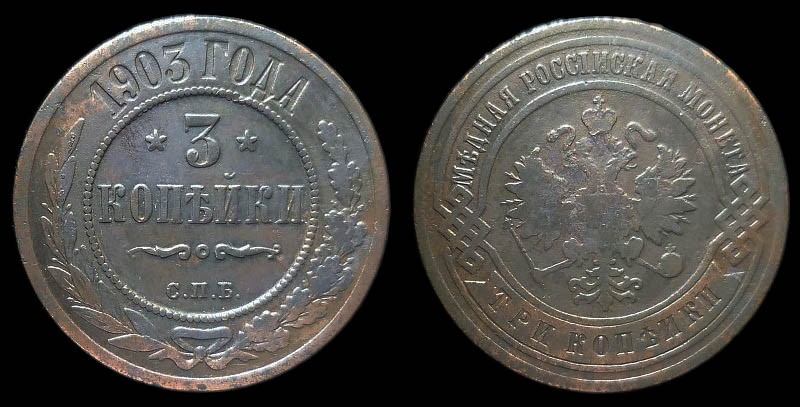 1903 ГОДА
* 3 *
КОПѢЙКИ
С.П.Б.
МѢДНАЯ РОССІЙСКАЯ МОНЕТА
ТРИ КОПѢЙКИ